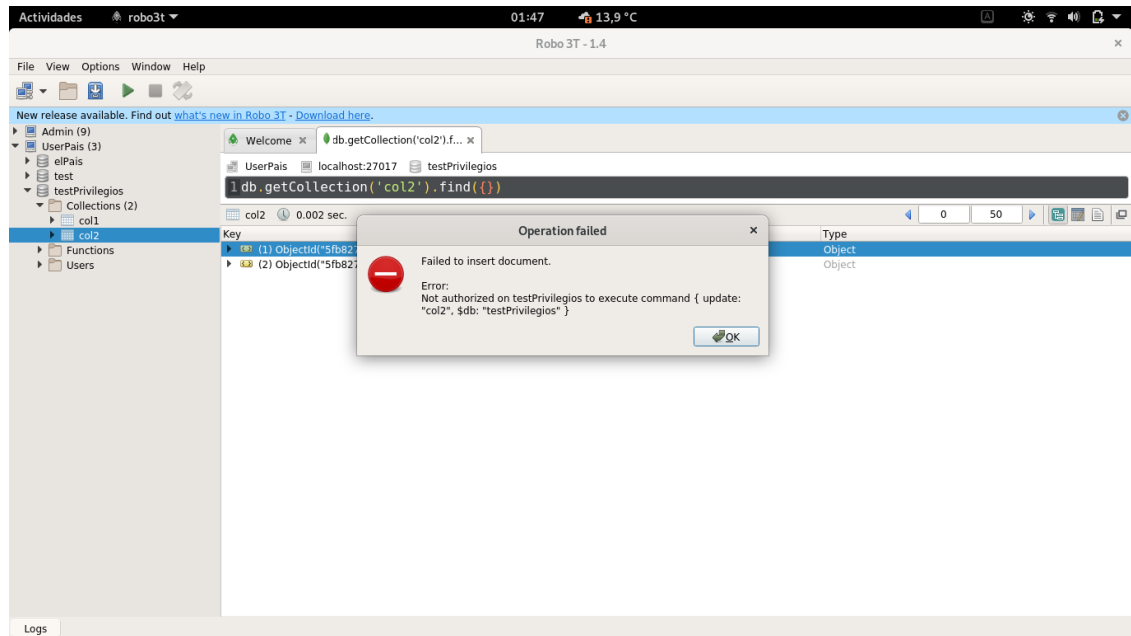 Actividades robo3t 01:47 13,9 °C A
Robo 3T - 1.4
File View Options Window Help
New release available. Find out what's new in Robo 3T - Download here.
Admin (9)
UserPais (3)
elPais
test
testPrivilegios
Collections (2)
col1
col2
Functions
Users
Welcome db.getCollection('col2').f...
UserPais localhost:27017 testPrivilegios
1 db.getCollection('col2').find({})
col2 0.002 sec. 0 50
Key Type
(1) ObjectId("5fb827 Object
(2) ObjectId("5fb827 Object
Operation failed
Failed to insert document.
Error:
Not authorized on testPrivilegios to execute command { update:
"col2", $db: "testPrivilegios" }
OK
Logs